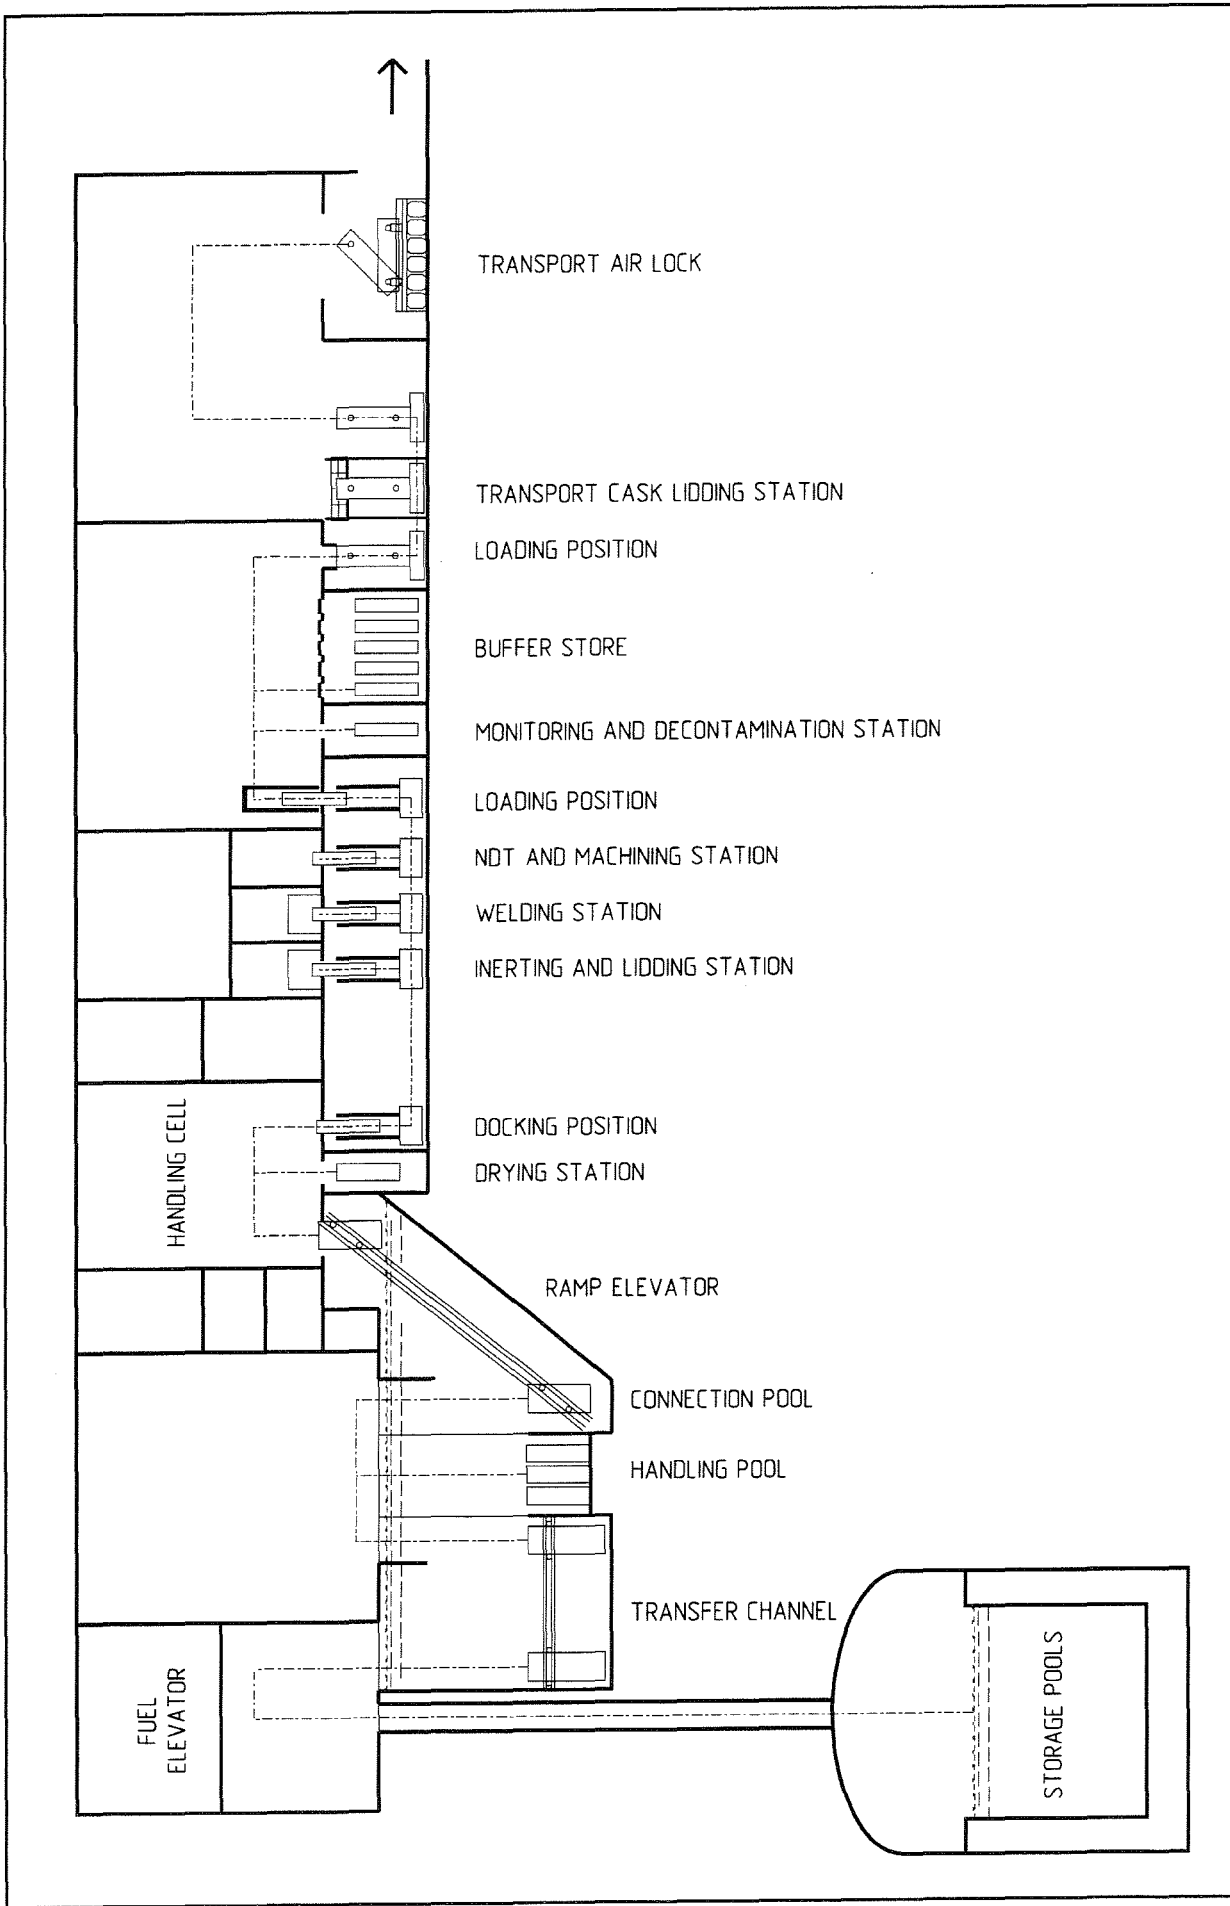 TRANSPORT AIR LOCK
TRANSPORT CASK LIDDING STATION
LOADING POSITION
BUFFER STORE
MONITORING AND DECONTAMINATION STATION
LOADING POSITION
NDT AND MACHINING STATION
WELDING STATION
INERTING AND LIDDING STATION
HANDLING CELL
DOCKING POSITION
DRYING STATION
RAMP ELEVATOR
CONNECTION POOL
HANDLING POOL
TRANSFER CHANNEL
FUEL
ELEVATOR
STORAGE POOLS